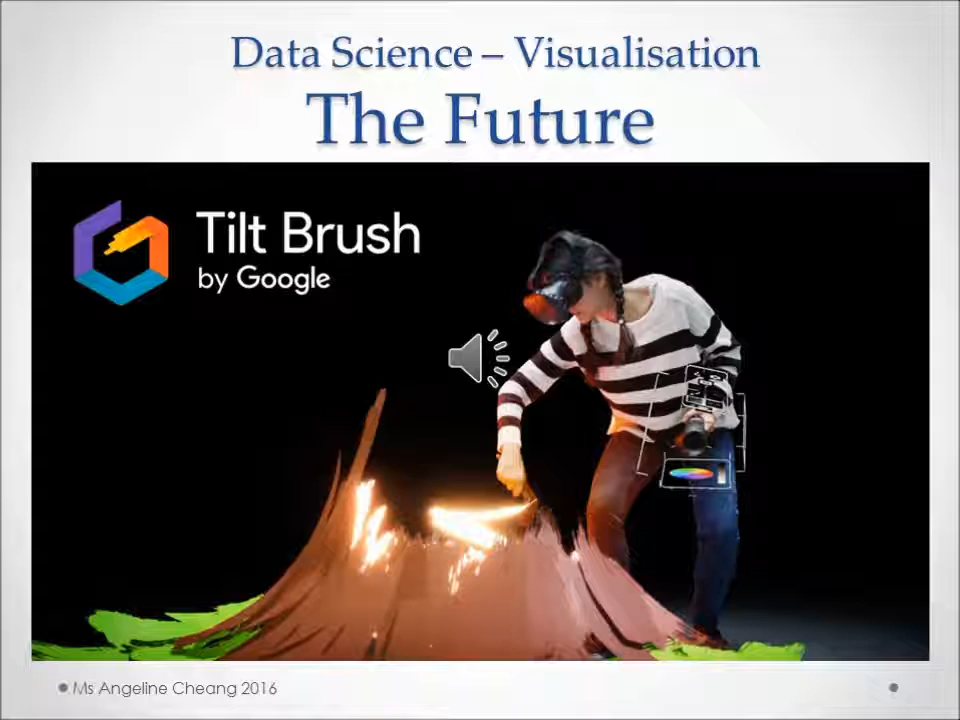 Data Science – Visualisation
The Future
Tilt Brush
by Google
Ms Angeline Cheang 2016